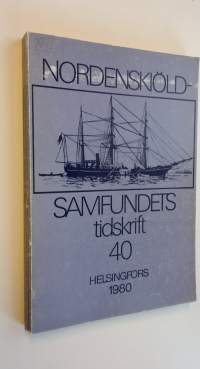 NORDENSKIÖLD-
SAMFUNDETS
tidskrift
40
HELSINGFORS
1980